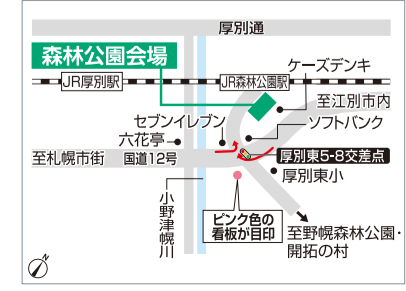 厚別通
森林公園会場
ケーズデンキ
JR厚別駅
JR森林公園駅
至江別市内
セブンイレブン
ソフトバンク
六花亭
至札幌市街
国道12号
厚別東5-8交差点
厚別東小
小野津幌川
ピンク色の
看板が目印
至野幌森林公園・
開拓の村
N